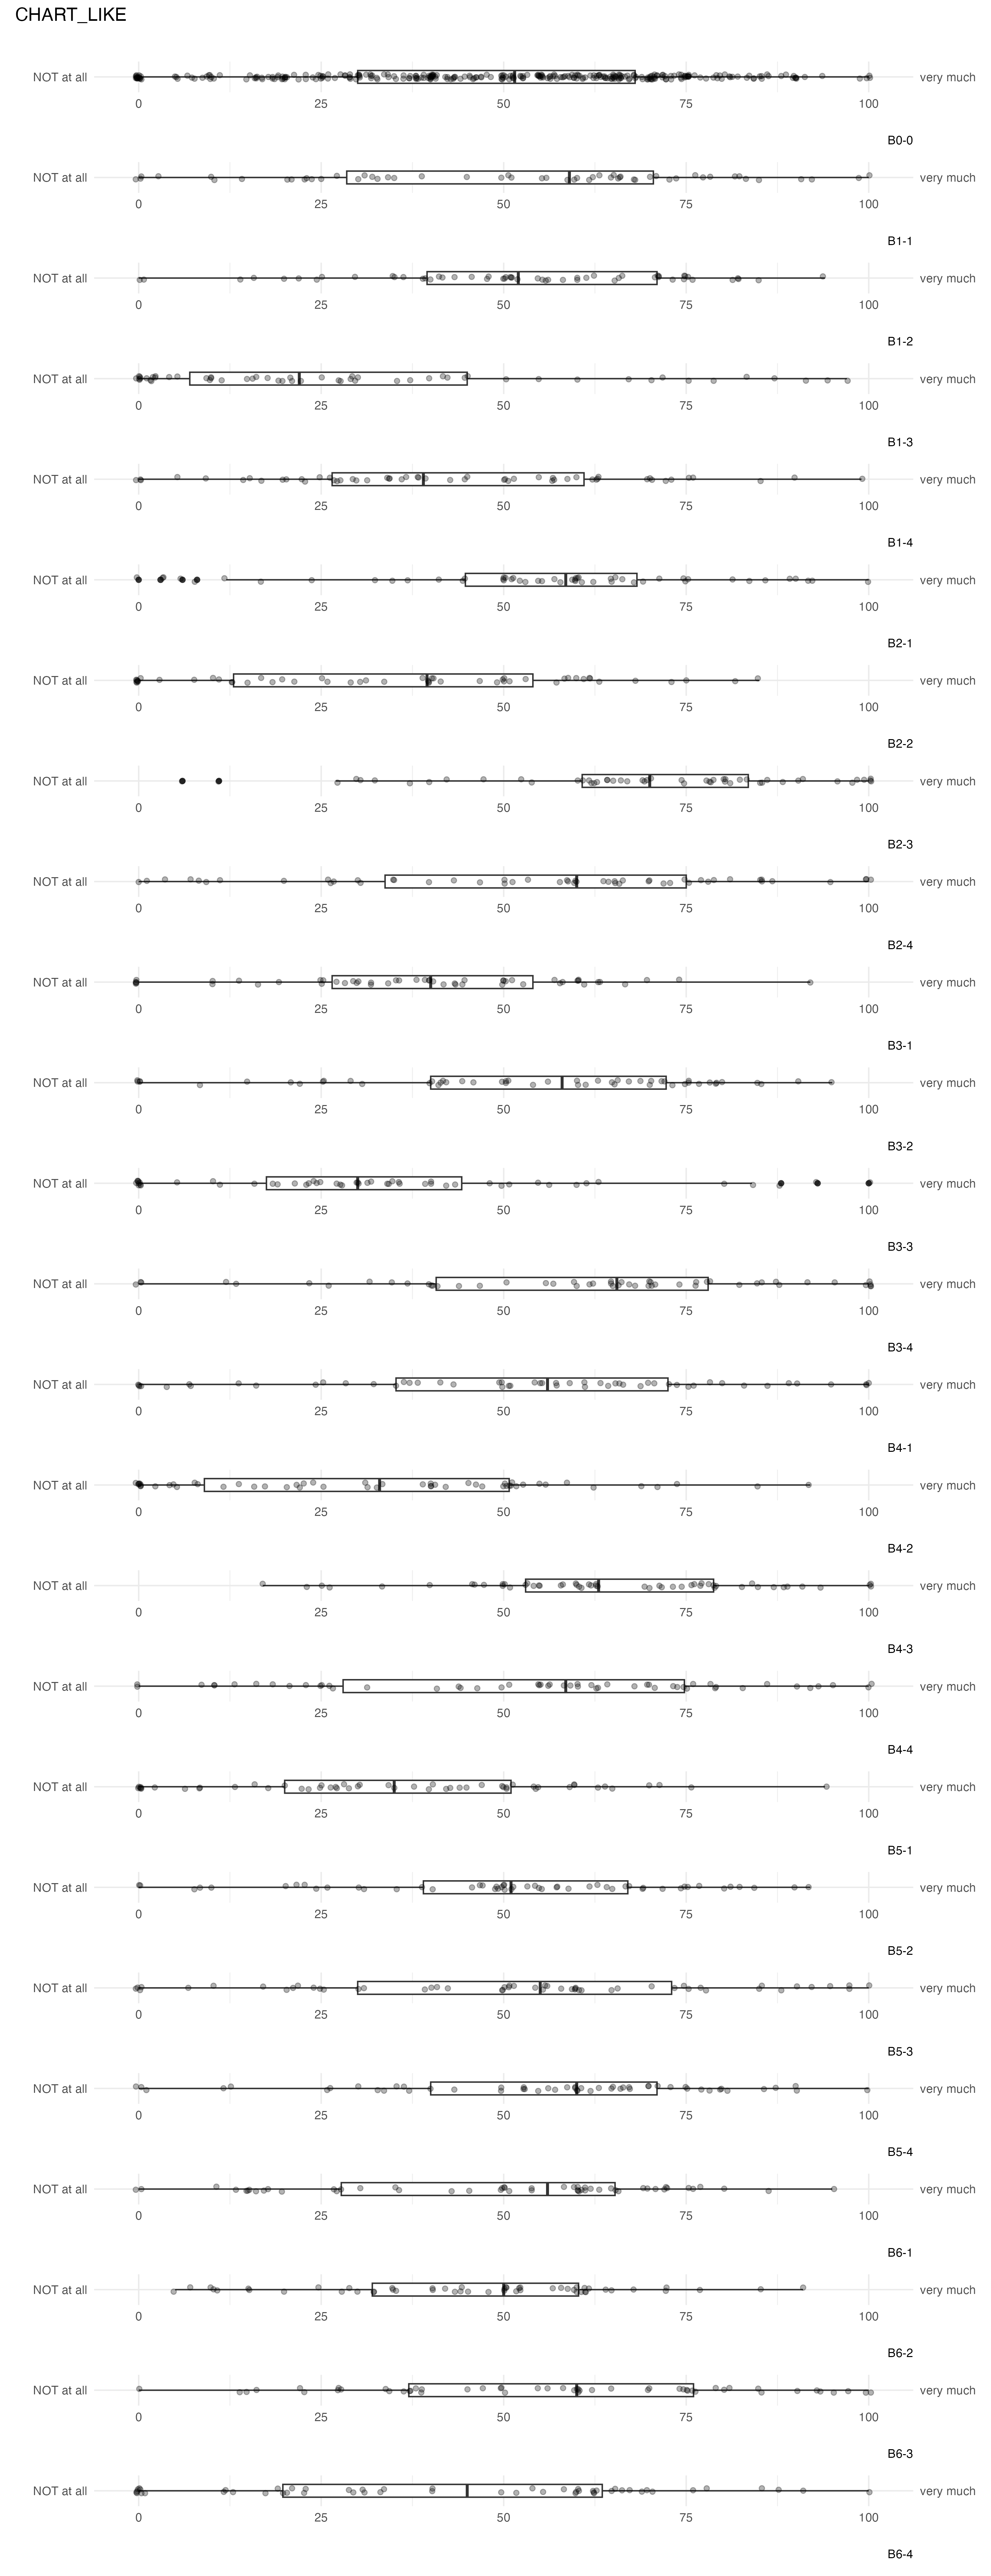 CHART_LIKE
NOT at all very much
0 25 50 75 100
B0-0
NOT at all very much
0 25 50 75 100
B1-1
NOT at all very much
0 25 50 75 100
B1-2
NOT at all very much
0 25 50 75 100
B1-3
NOT at all very much
0 25 50 75 100
B1-4
NOT at all very much
0 25 50 75 100
B2-1
NOT at all very much
0 25 50 75 100
B2-2
NOT at all very much
0 25 50 75 100
B2-3
NOT at all very much
0 25 50 75 100
B2-4
NOT at all very much
0 25 50 75 100
B3-1
NOT at all very much
0 25 50 75 100
B3-2
NOT at all very much
0 25 50 75 100
B3-3
NOT at all very much
0 25 50 75 100
B3-4
NOT at all very much
0 25 50 75 100
B4-1
NOT at all very much
0 25 50 75 100
B4-2
NOT at all very much
0 25 50 75 100
B4-3
NOT at all very much
0 25 50 75 100
B4-4
NOT at all very much
0 25 50 75 100
B5-1
NOT at all very much
0 25 50 75 100
B5-2
NOT at all very much
0 25 50 75 100
B5-3
NOT at all very much
0 25 50 75 100
B5-4
NOT at all very much
0 25 50 75 100
B6-1
NOT at all very much
0 25 50 75 100
B6-2
NOT at all very much
0 25 50 75 100
B6-3
NOT at all very much
0 25 50 75 100
B6-4